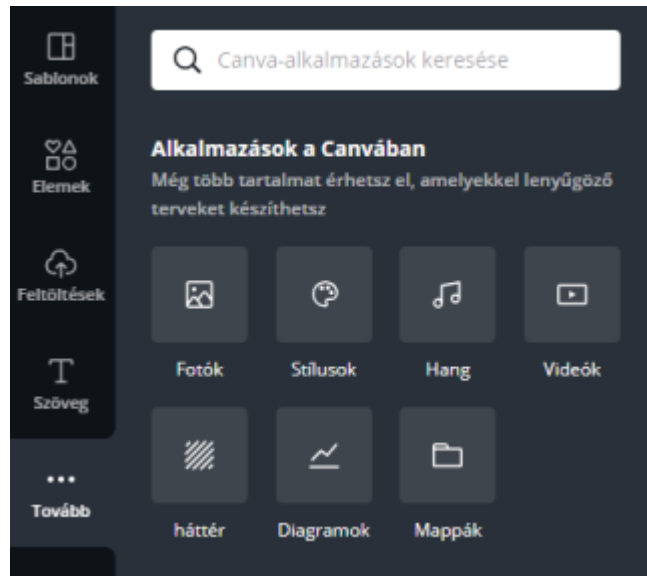 Sablonok
Elemek
Feltöltések
Szöveg
Tovább
Canva-alkalmazások keresése
Alkalmazások a Canvában
Még több tartalmat érhetsz el, amelyekkel lenyűgöző
terveket készíthetsz
Fotók
Stílusok
Hang
Videók
háttér
Diagramok
Mappák